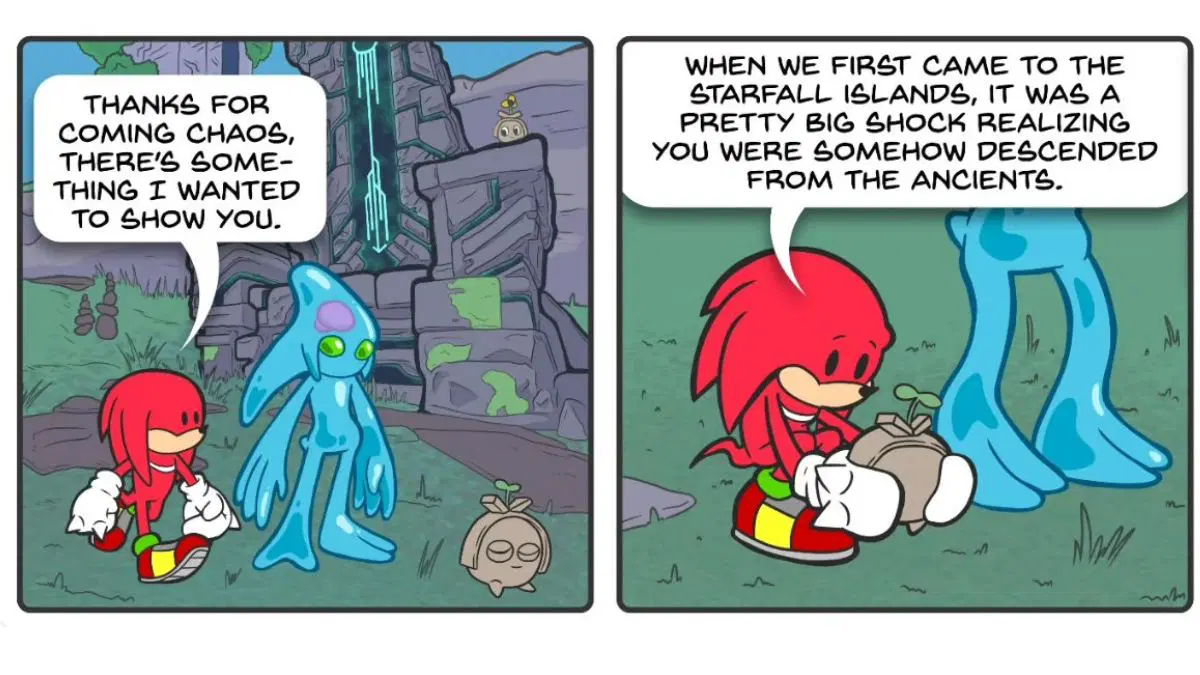 THANKS FOR
COMING CHAOS,
THERE'S SOME-
THING I WANTED
TO SHOW YOU.
WHEN WE FIRST CAME TO THE
STARFALL ISLANDS, IT WAS A
PRETTY BIG SHOCK REALIZING
YOU WERE SOMEHOW DESCENDED
FROM THE ANCIENTS.